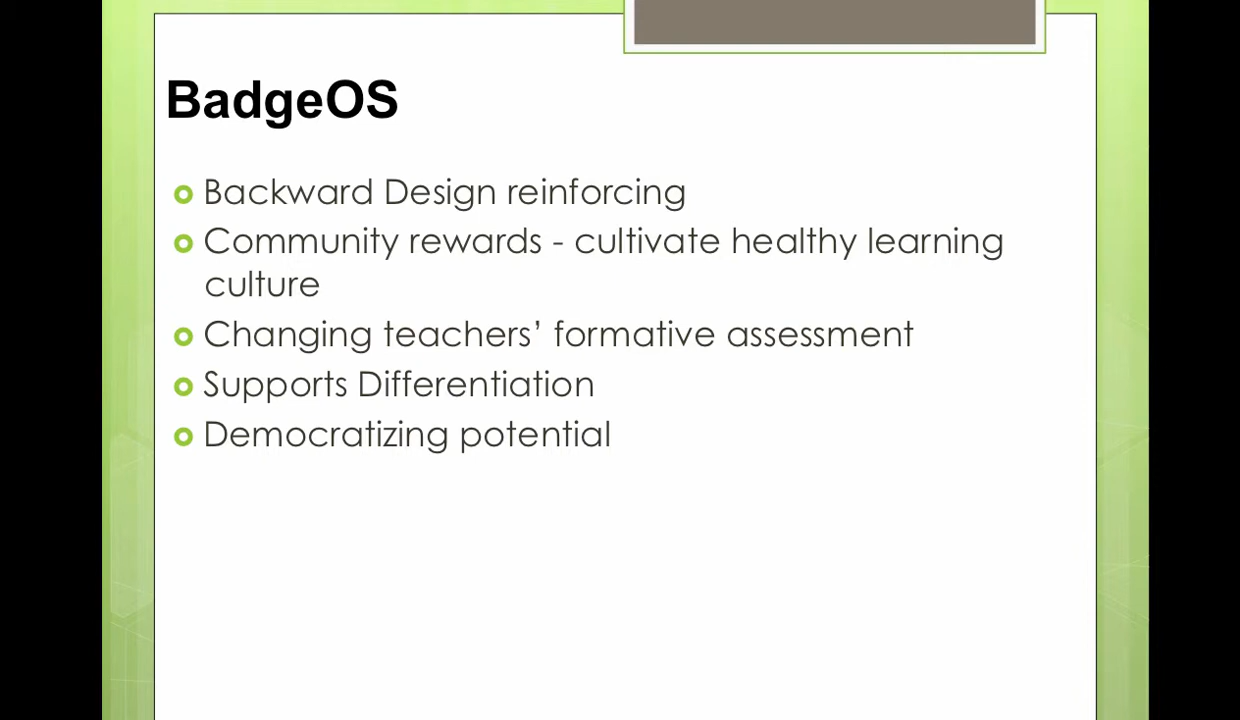 BadgeOS
Backward Design reinforcing
Community rewards - cultivate healthy learning
culture
Changing teachers’ formative assessment
Supports Differentiation
Democratizing potential